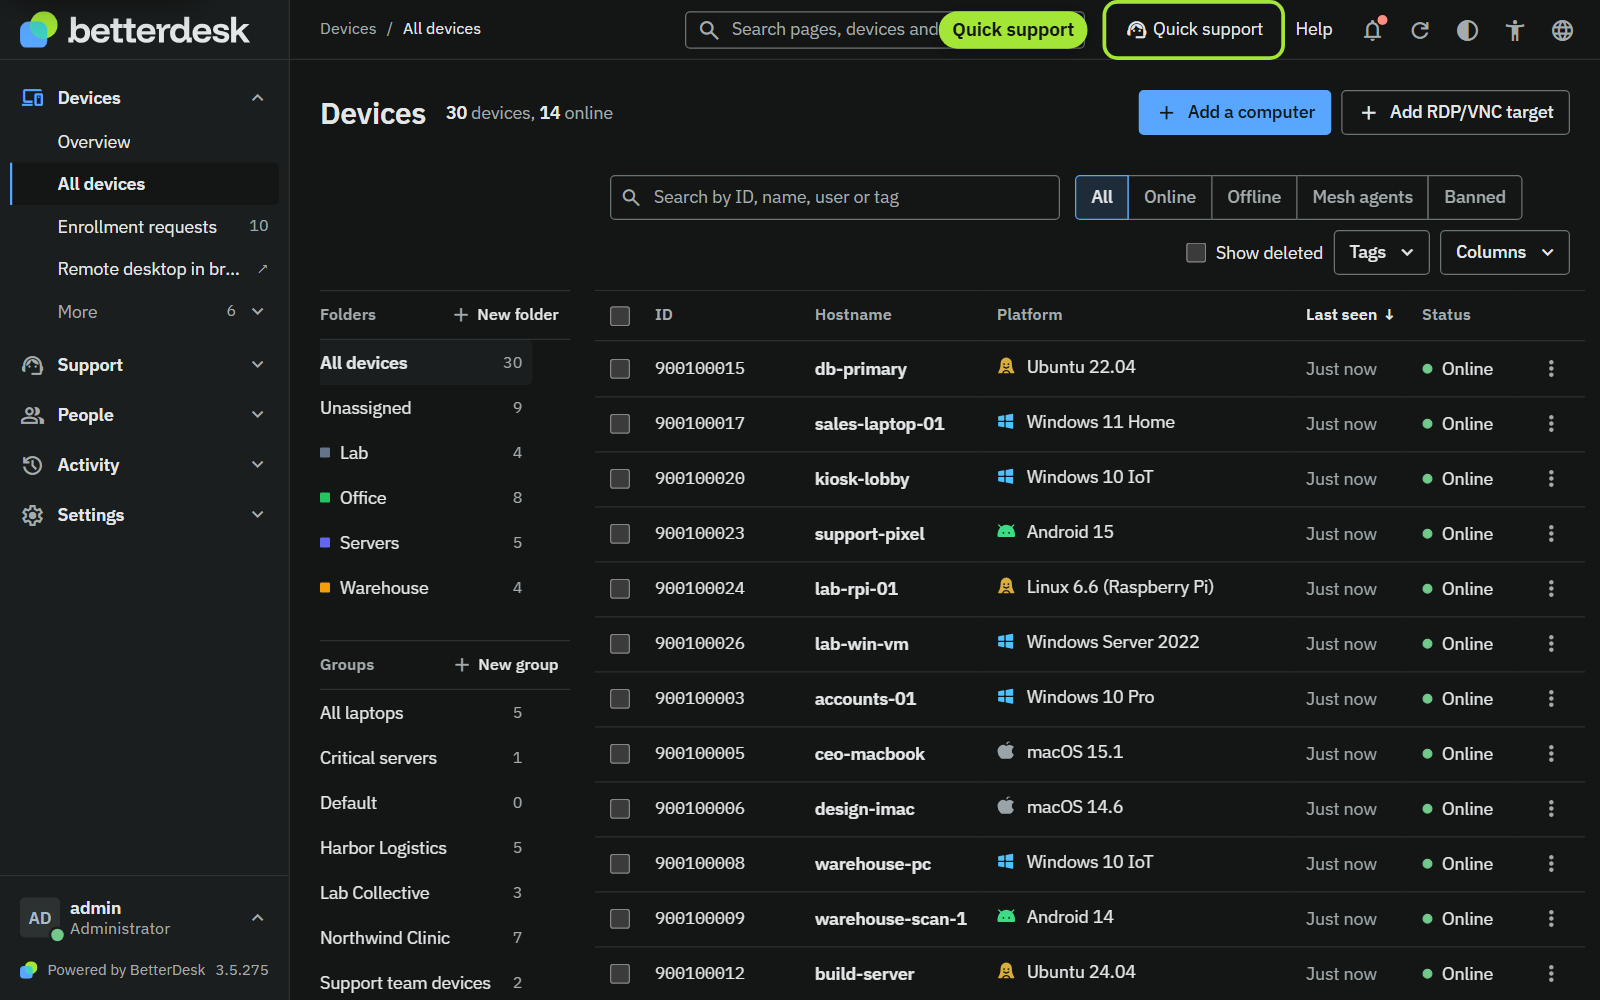 betterdesk
Devices / All devices
Search pages, devices and
Quick support
Quick support
Help
Devices
Overview
All devices
Enrollment requests 10
Remote desktop in br...
More 6
Support
People
Activity
Settings
AD
admin
Administrator
Powered by BetterDesk 3.5.275
Devices 30 devices, 14 online
+ Add a computer
+ Add RDP/VNC target
Search by ID, name, user or tag
All Online Offline Mesh agents Banned
Show deleted Tags Columns
Folders + New folder
All devices 30
Unassigned 9
Lab 4
Office 8
Servers 5
Warehouse 4
Groups + New group
All laptops 5
Critical servers 1
Default 0
Harbor Logistics 5
Lab Collective 3
Northwind Clinic 7
Support team devices 2
ID Hostname Platform Last seen ↓ Status
900100015 db-primary Ubuntu 22.04 Just now Online
900100017 sales-laptop-01 Windows 11 Home Just now Online
900100020 kiosk-lobby Windows 10 IoT Just now Online
900100023 support-pixel Android 15 Just now Online
900100024 lab-rpi-01 Linux 6.6 (Raspberry Pi) Just now Online
900100026 lab-win-vm Windows Server 2022 Just now Online
900100003 accounts-01 Windows 10 Pro Just now Online
900100005 ceo-macbook macOS 15.1 Just now Online
900100006 design-imac macOS 14.6 Just now Online
900100008 warehouse-pc Windows 10 IoT Just now Online
900100009 warehouse-scan-1 Android 14 Just now Online
900100012 build-server Ubuntu 24.04 Just now Online